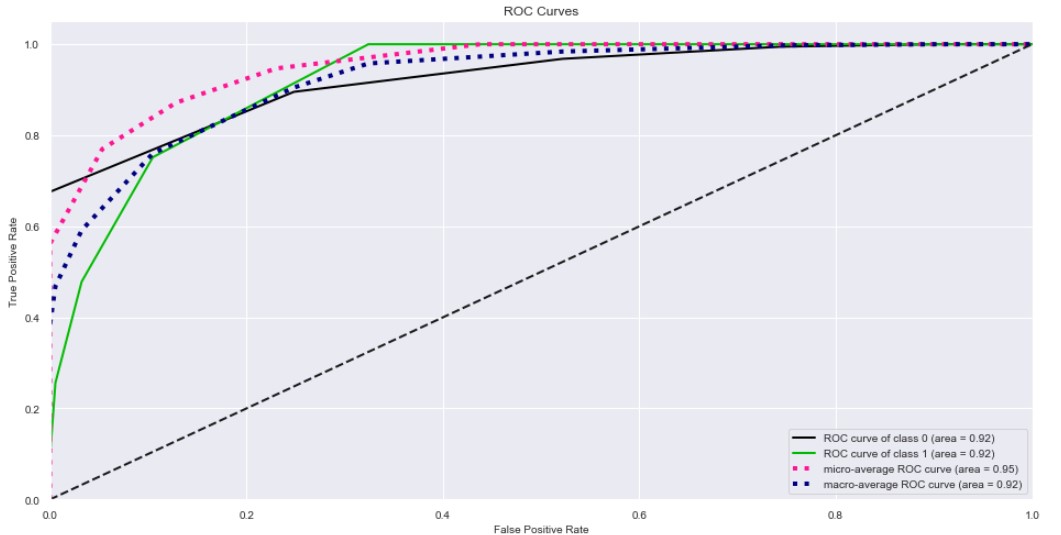 ROC Curves
1.0
0.8
0.6
0.4
0.2
0.0
True Positive Rate
ROC curve of class 0 (area = 0.92)
ROC curve of class 1 (area = 0.92)
micro-average ROC curve (area = 0.95)
macro-average ROC curve (area = 0.92)
0.0 0.2 0.4 0.6 0.8 1.0
False Positive Rate